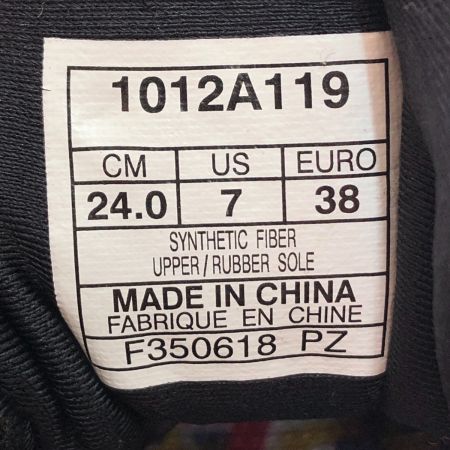 1012A119
CM US EURO
24.0 7 38
SYNTHETIC FIBER
UPPER/RUBBER SOLE
MADE IN CHINA
FABRIQUE EN CHINE
F350618 PZ